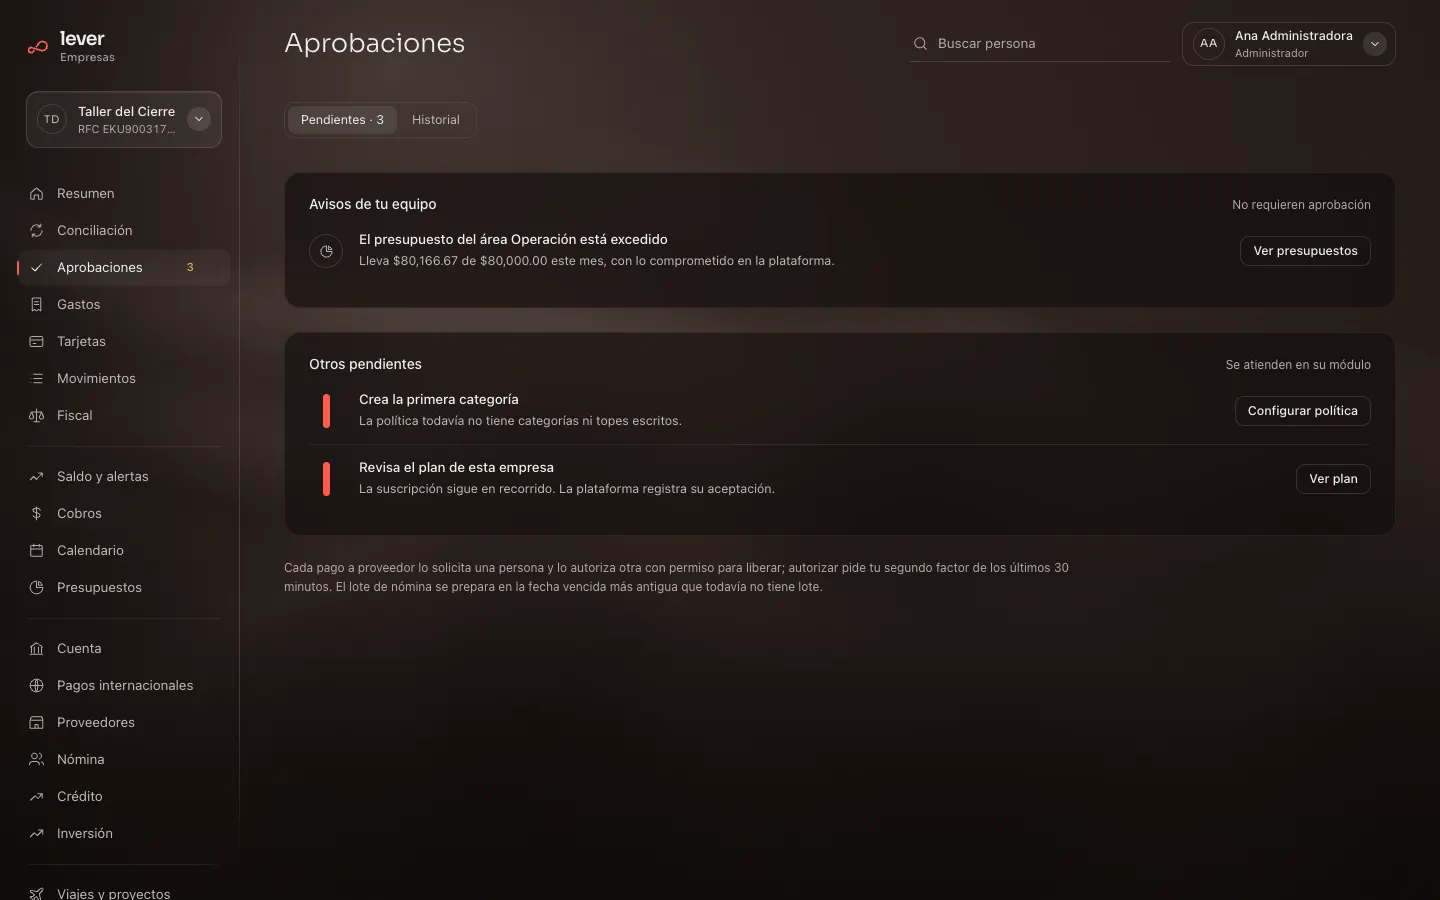 lever
Empresas
TD
Taller del Cierre
RFC EKU900317...
Resumen
Conciliación
Aprobaciones
3
Gastos
Tarjetas
Movimientos
Fiscal
Saldo y alertas
Cobros
Calendario
Presupuestos
Cuenta
Pagos internacionales
Proveedores
Nómina
Crédito
Inversión
Viajes y proyectos
Aprobaciones
Buscar persona
AA
Ana Administradora
Administrador
Pendientes · 3
Historial
Avisos de tu equipo
No requieren aprobación
El presupuesto del área Operación está excedido
Lleva $80,166.67 de $80,000.00 este mes, con lo comprometido en la plataforma.
Ver presupuestos
Otros pendientes
Se atienden en su módulo
Crea la primera categoría
La política todavía no tiene categorías ni topes escritos.
Configurar política
Revisa el plan de esta empresa
La suscripción sigue en recorrido. La plataforma registra su aceptación.
Ver plan
Cada pago a proveedor lo solicita una persona y lo autoriza otra con permiso para liberar; autorizar pide tu segundo factor de los últimos 30
minutos. El lote de nómina se prepara en la fecha vencida más antigua que todavía no tiene lote.